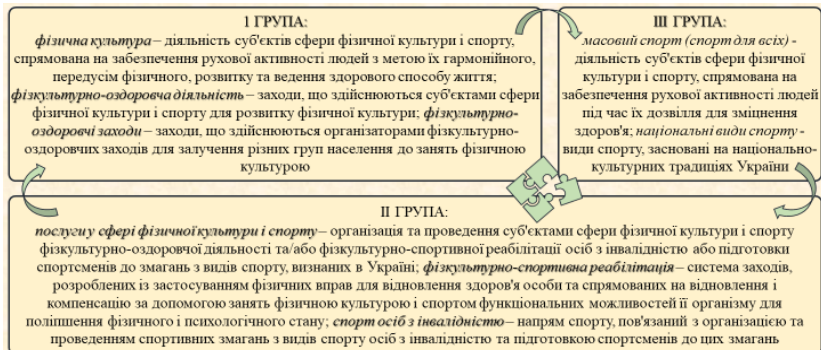 І ГРУПА:
фізична культура – діяльність суб'єктів сфери фізичної культури і спорту,
спрямована на забезпечення рухової активності людей з метою їх гармонійного,
передусім фізичного, розвитку та ведення здорового способу життя;
фізкультурно-оздоровча діяльність – заходи, що здійснюються суб'єктами сфери
фізичної культури і спорту для розвитку фізичної культури; фізкультурно-
оздоровчі заходи – заходи, що здійснюються організаторами фізкультурно-
оздоровчих заходів для залучення різних груп населення до занять фізичною
культурою
ІІІ ГРУПА:
масовий спорт (спорт для всіх) -
діяльність суб'єктів сфери фізичної
культури і спорту, спрямована на
забезпечення рухової активності людей
під час їх дозвілля для зміцнення
здоров'я; національні види спорту -
види спорту, засновані на національно-
культурних традиціях України
ІІ ГРУПА:
послуги у сфері фізичної культури і спорту – організація та проведення суб'єктами сфери фізичної культури і спорту
фізкультурно-оздоровчої діяльності та/або фізкультурно-спортивної реабілітації осіб з інвалідністю або підготовки
спортсменів до змагань з видів спорту, визнаних в Україні; фізкультурно-спортивна реабілітація – система заходів,
розроблених із застосуванням фізичних вправ для відновлення здоров'я особи та спрямованих на відновлення і
компенсацію за допомогою занять фізичною культурою і спортом функціональних можливостей її організму для
поліпшення фізичного і психологічного стану; спорт осіб з інвалідністю – напрям спорту, пов'язаний з організацією та
проведенням спортивних змагань з видів спорту осіб з інвалідністю та підготовкою спортсменів до цих змагань